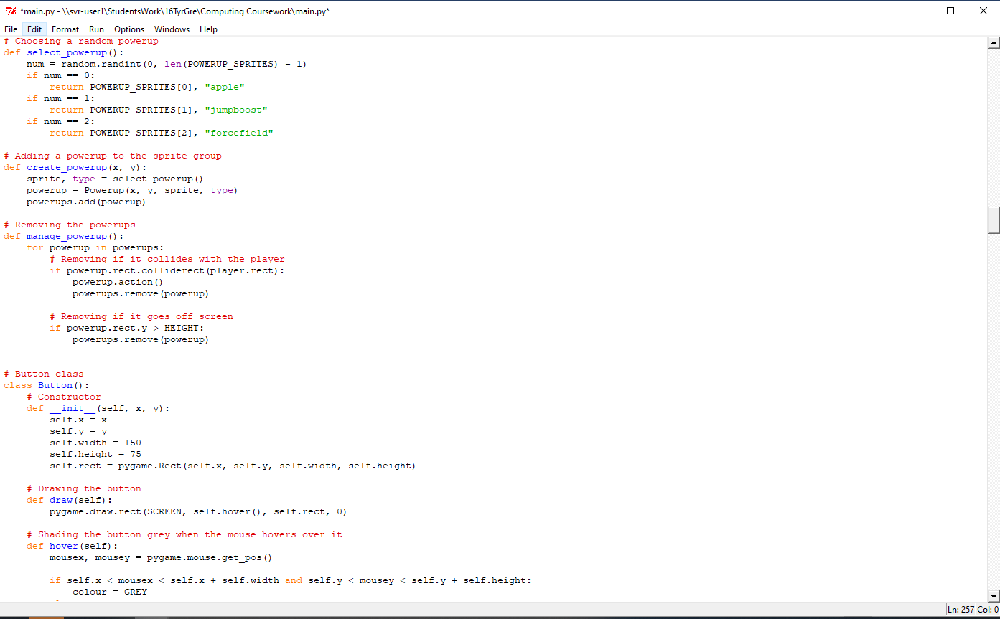 *main.py - \\svr-user1\StudentsWork\16TyrGre\Computing Coursework\main.py*
File Edit Format Run Options Windows Help
# Choosing a random powerup
def select_powerup():
    num = random.randint(0, len(POWERUP_SPRITES) - 1)
    if num == 0:
        return POWERUP_SPRITES[0], "apple"
    if num == 1:
        return POWERUP_SPRITES[1], "jumpboost"
    if num == 2:
        return POWERUP_SPRITES[2], "forcefield"

# Adding a powerup to the sprite group
def create_powerup(x, y):
    sprite, type = select_powerup()
    powerup = Powerup(x, y, sprite, type)
    powerups.add(powerup)

# Removing the powerups
def manage_powerup():
    for powerup in powerups:
        # Removing if it collides with the player
        if powerup.rect.colliderect(player.rect):
            powerup.action()
            powerups.remove(powerup)

        # Removing if it goes off screen
        if powerup.rect.y > HEIGHT:
            powerups.remove(powerup)


# Button class
class Button():
    # Constructor
    def __init__(self, x, y):
        self.x = x
        self.y = y
        self.width = 150
        self.height = 75
        self.rect = pygame.Rect(self.x, self.y, self.width, self.height)

    # Drawing the button
    def draw(self):
        pygame.draw.rect(SCREEN, self.hover(), self.rect, 0)

    # Shading the button grey when the mouse hovers over it
    def hover(self):
        mousex, mousey = pygame.mouse.get_pos()

        if self.x < mousex < self.x + self.width and self.y < mousey < self.y + self.height:
            colour = GREY
Ln: 257 Col: 0